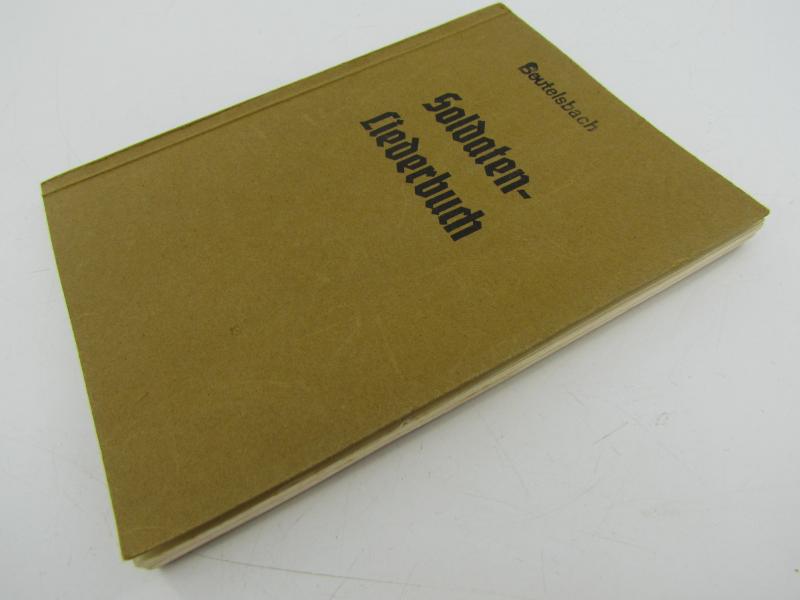 Beutelsbach
Soldaten-
Liederbuch